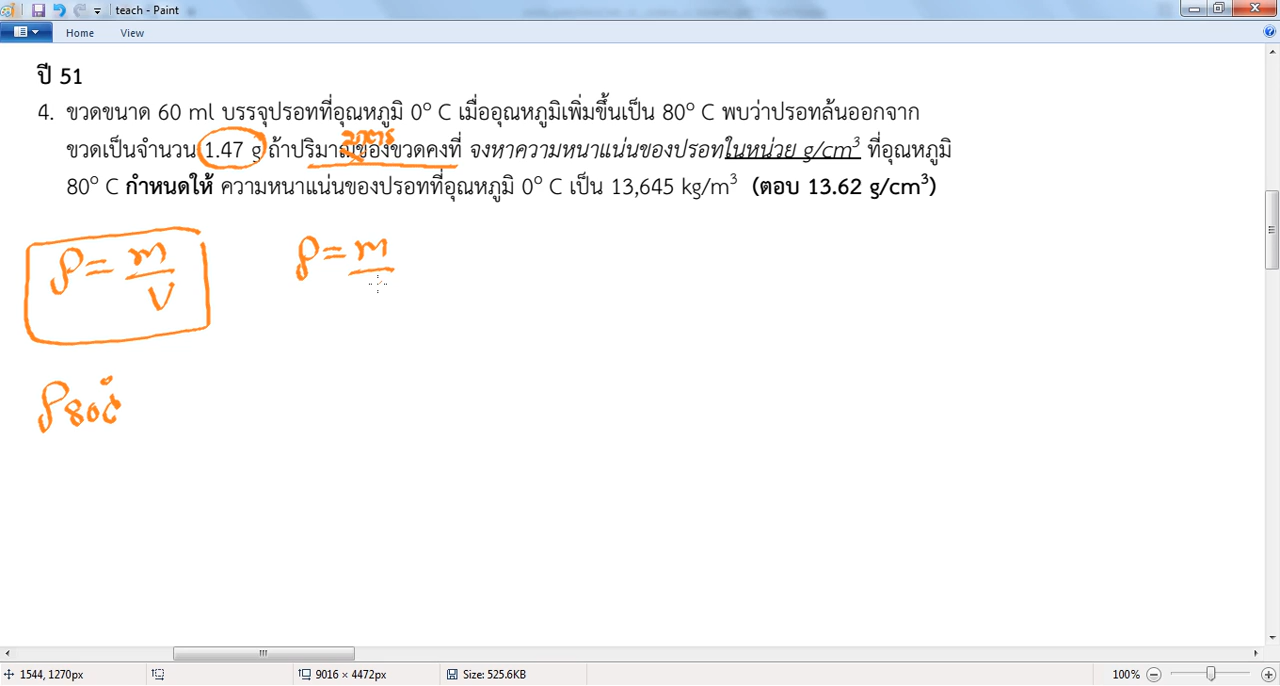 teach - Paint
Home View
ปี 51
4. ขวดขนาด 60 ml บรรจุปรอทที่อุณหภูมิ 0° C เมื่ออุณหภูมิเพิ่มขึ้นเป็น 80° C พบว่าปรอทล้นออกจาก
ปริมาตร
ขวดเป็นจำนวน 1.47 g ถ้าปริมาณของขวดคงที่ จงหาความหนาแน่นของปรอทในหน่วย g/cm³ ที่อุณหภูมิ
80° C กำหนดให้ ความหนาแน่นของปรอทที่อุณหภูมิ 0° C เป็น 13,645 kg/m³ (ตอบ 13.62 g/cm³)
ρ = m
V
ρ = m
ρ80°C
1544, 1270px 9016 × 4472px Size: 525.6KB 100%